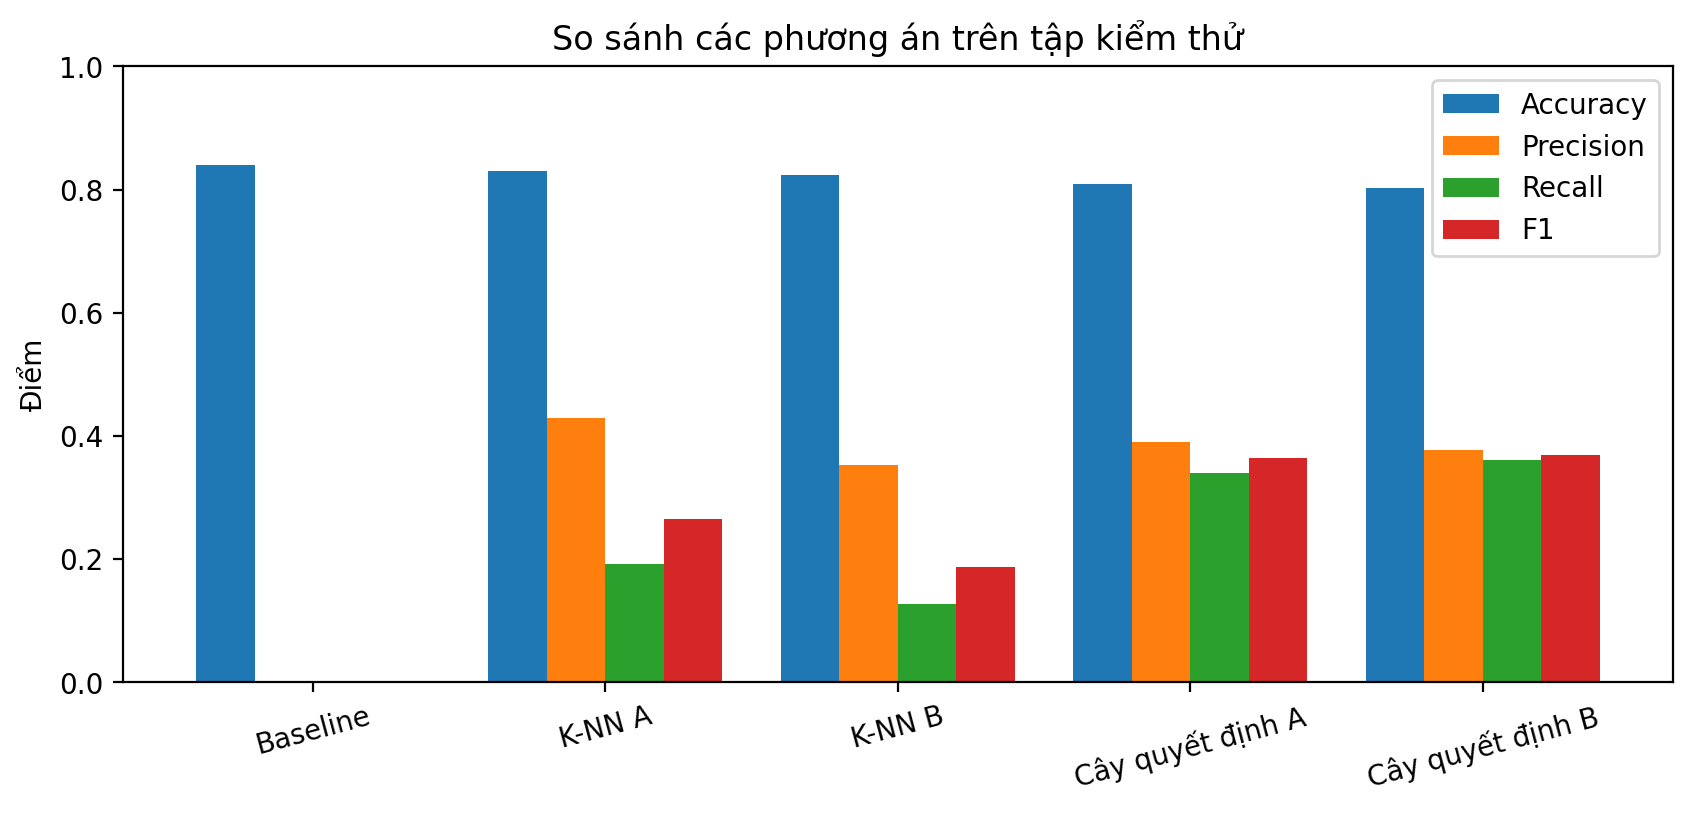 So sánh các phương án trên tập kiểm thử
Điểm
1.0
0.8
0.6
0.4
0.2
0.0
Accuracy
Precision
Recall
F1
Baseline
K-NN A
K-NN B
Cây quyết định A
Cây quyết định B